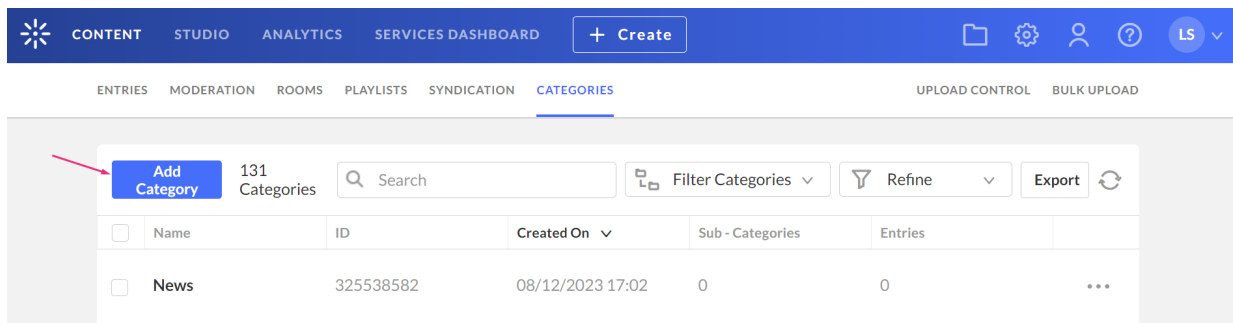 CONTENT STUDIO ANALYTICS SERVICES DASHBOARD + Create LS
ENTRIES MODERATION ROOMS PLAYLISTS SYNDICATION CATEGORIES UPLOAD CONTROL BULK UPLOAD
Add Category 131 Categories Search Filter Categories Refine Export
Name ID Created On Sub - Categories Entries
News 325538582 08/12/2023 17:02 0 0